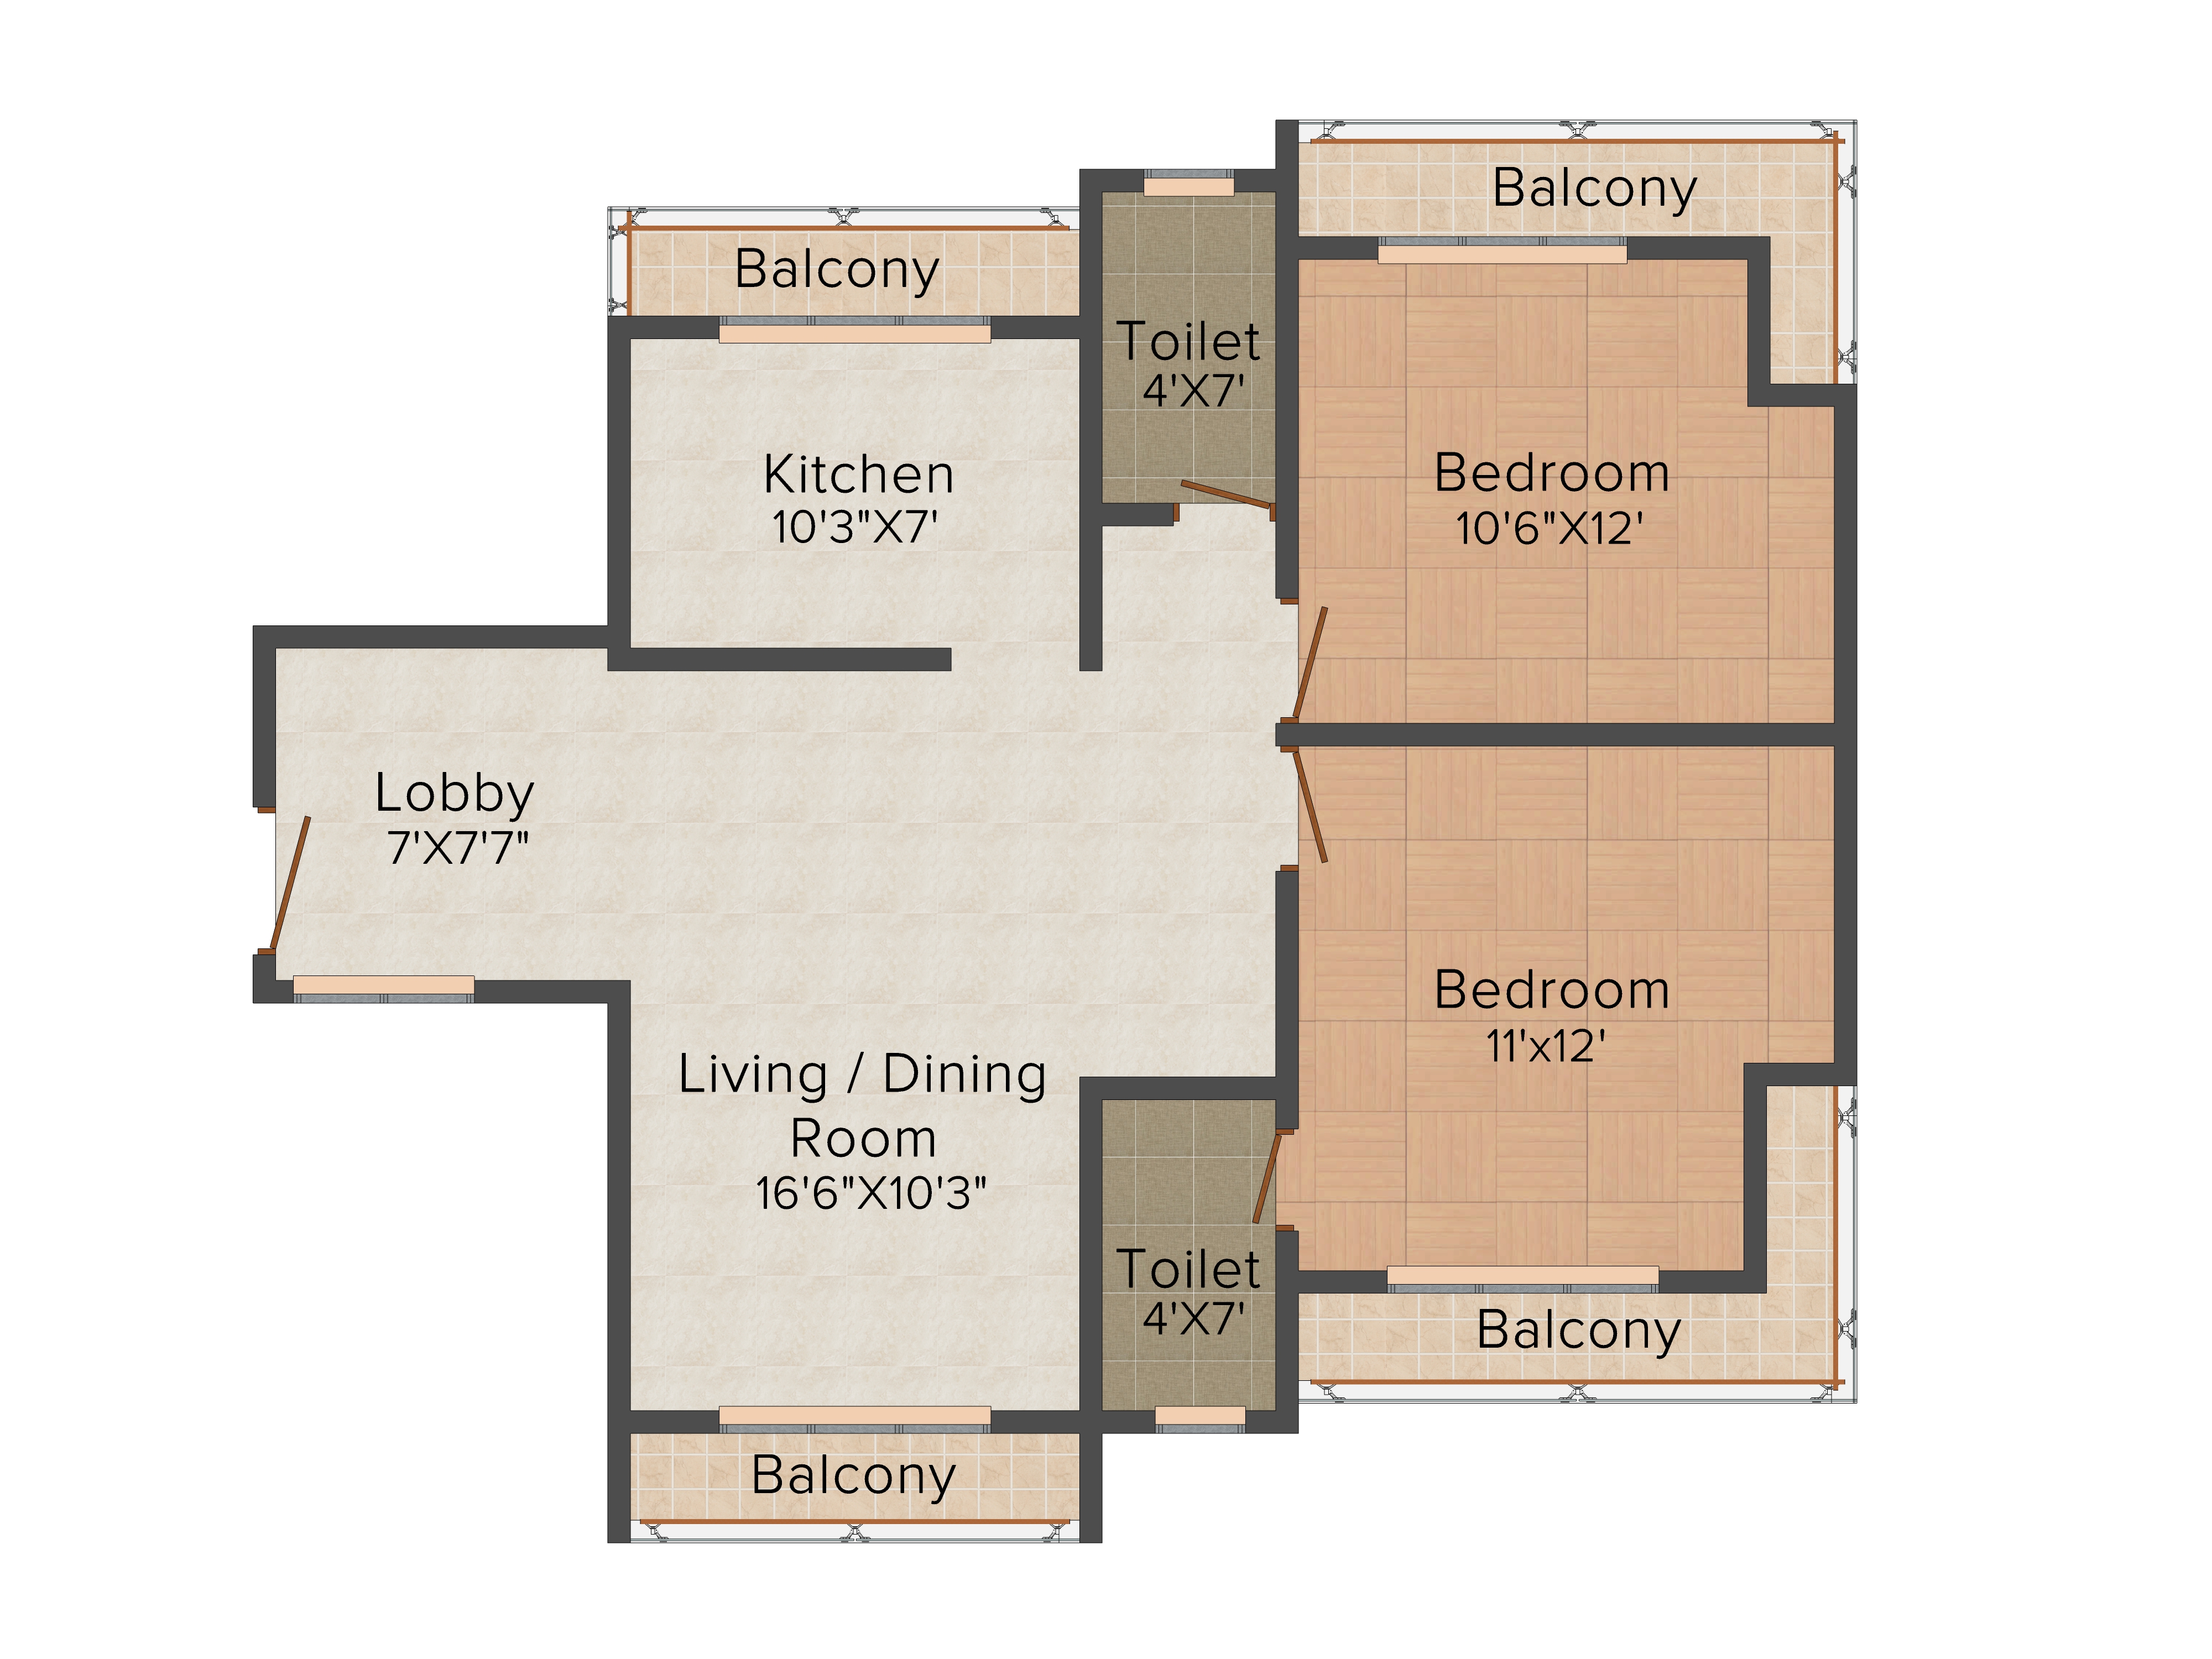 Balcony
Balcony
Toilet
4'X7'
Kitchen
10'3"X7'
Bedroom
10'6"X12'
Lobby
7'X7'7"
Bedroom
11'x12'
Living / Dining
Room
16'6"X10'3"
Toilet
4'X7'
Balcony
Balcony